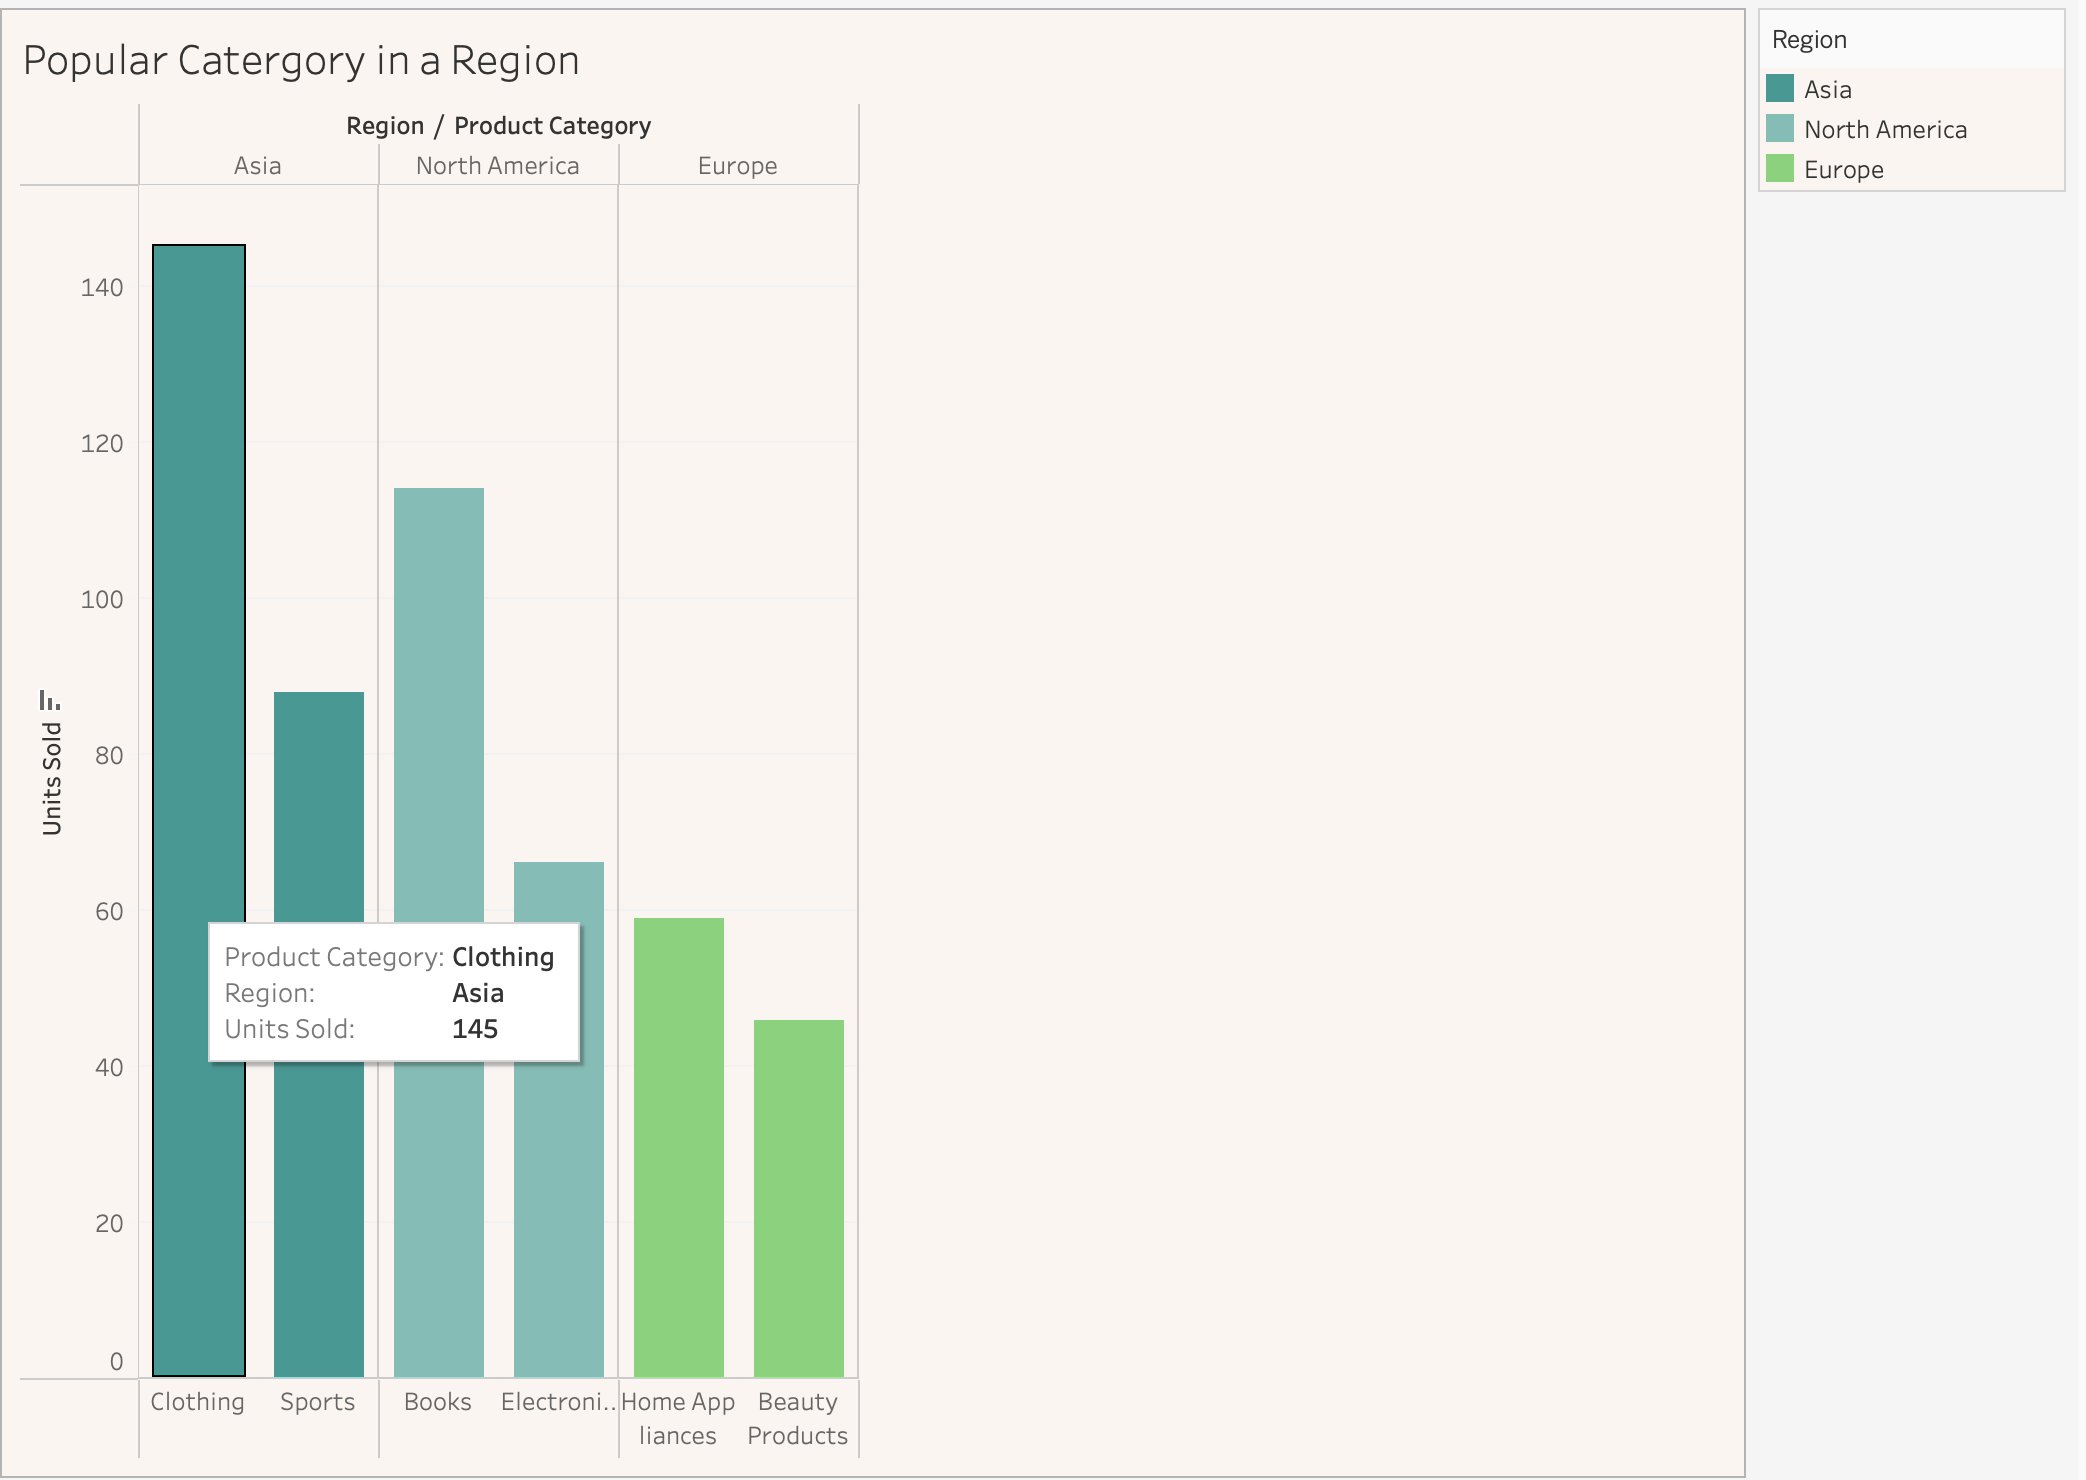 Popular Catergory in a Region
Region / Product Category
Asia North America Europe
140
120
100
80
60
40
20
0
Units Sold
Product Category: Clothing
Region: Asia
Units Sold: 145
Clothing Sports Books Electroni.. Home App
liances Beauty
Products
Region
Asia
North America
Europe